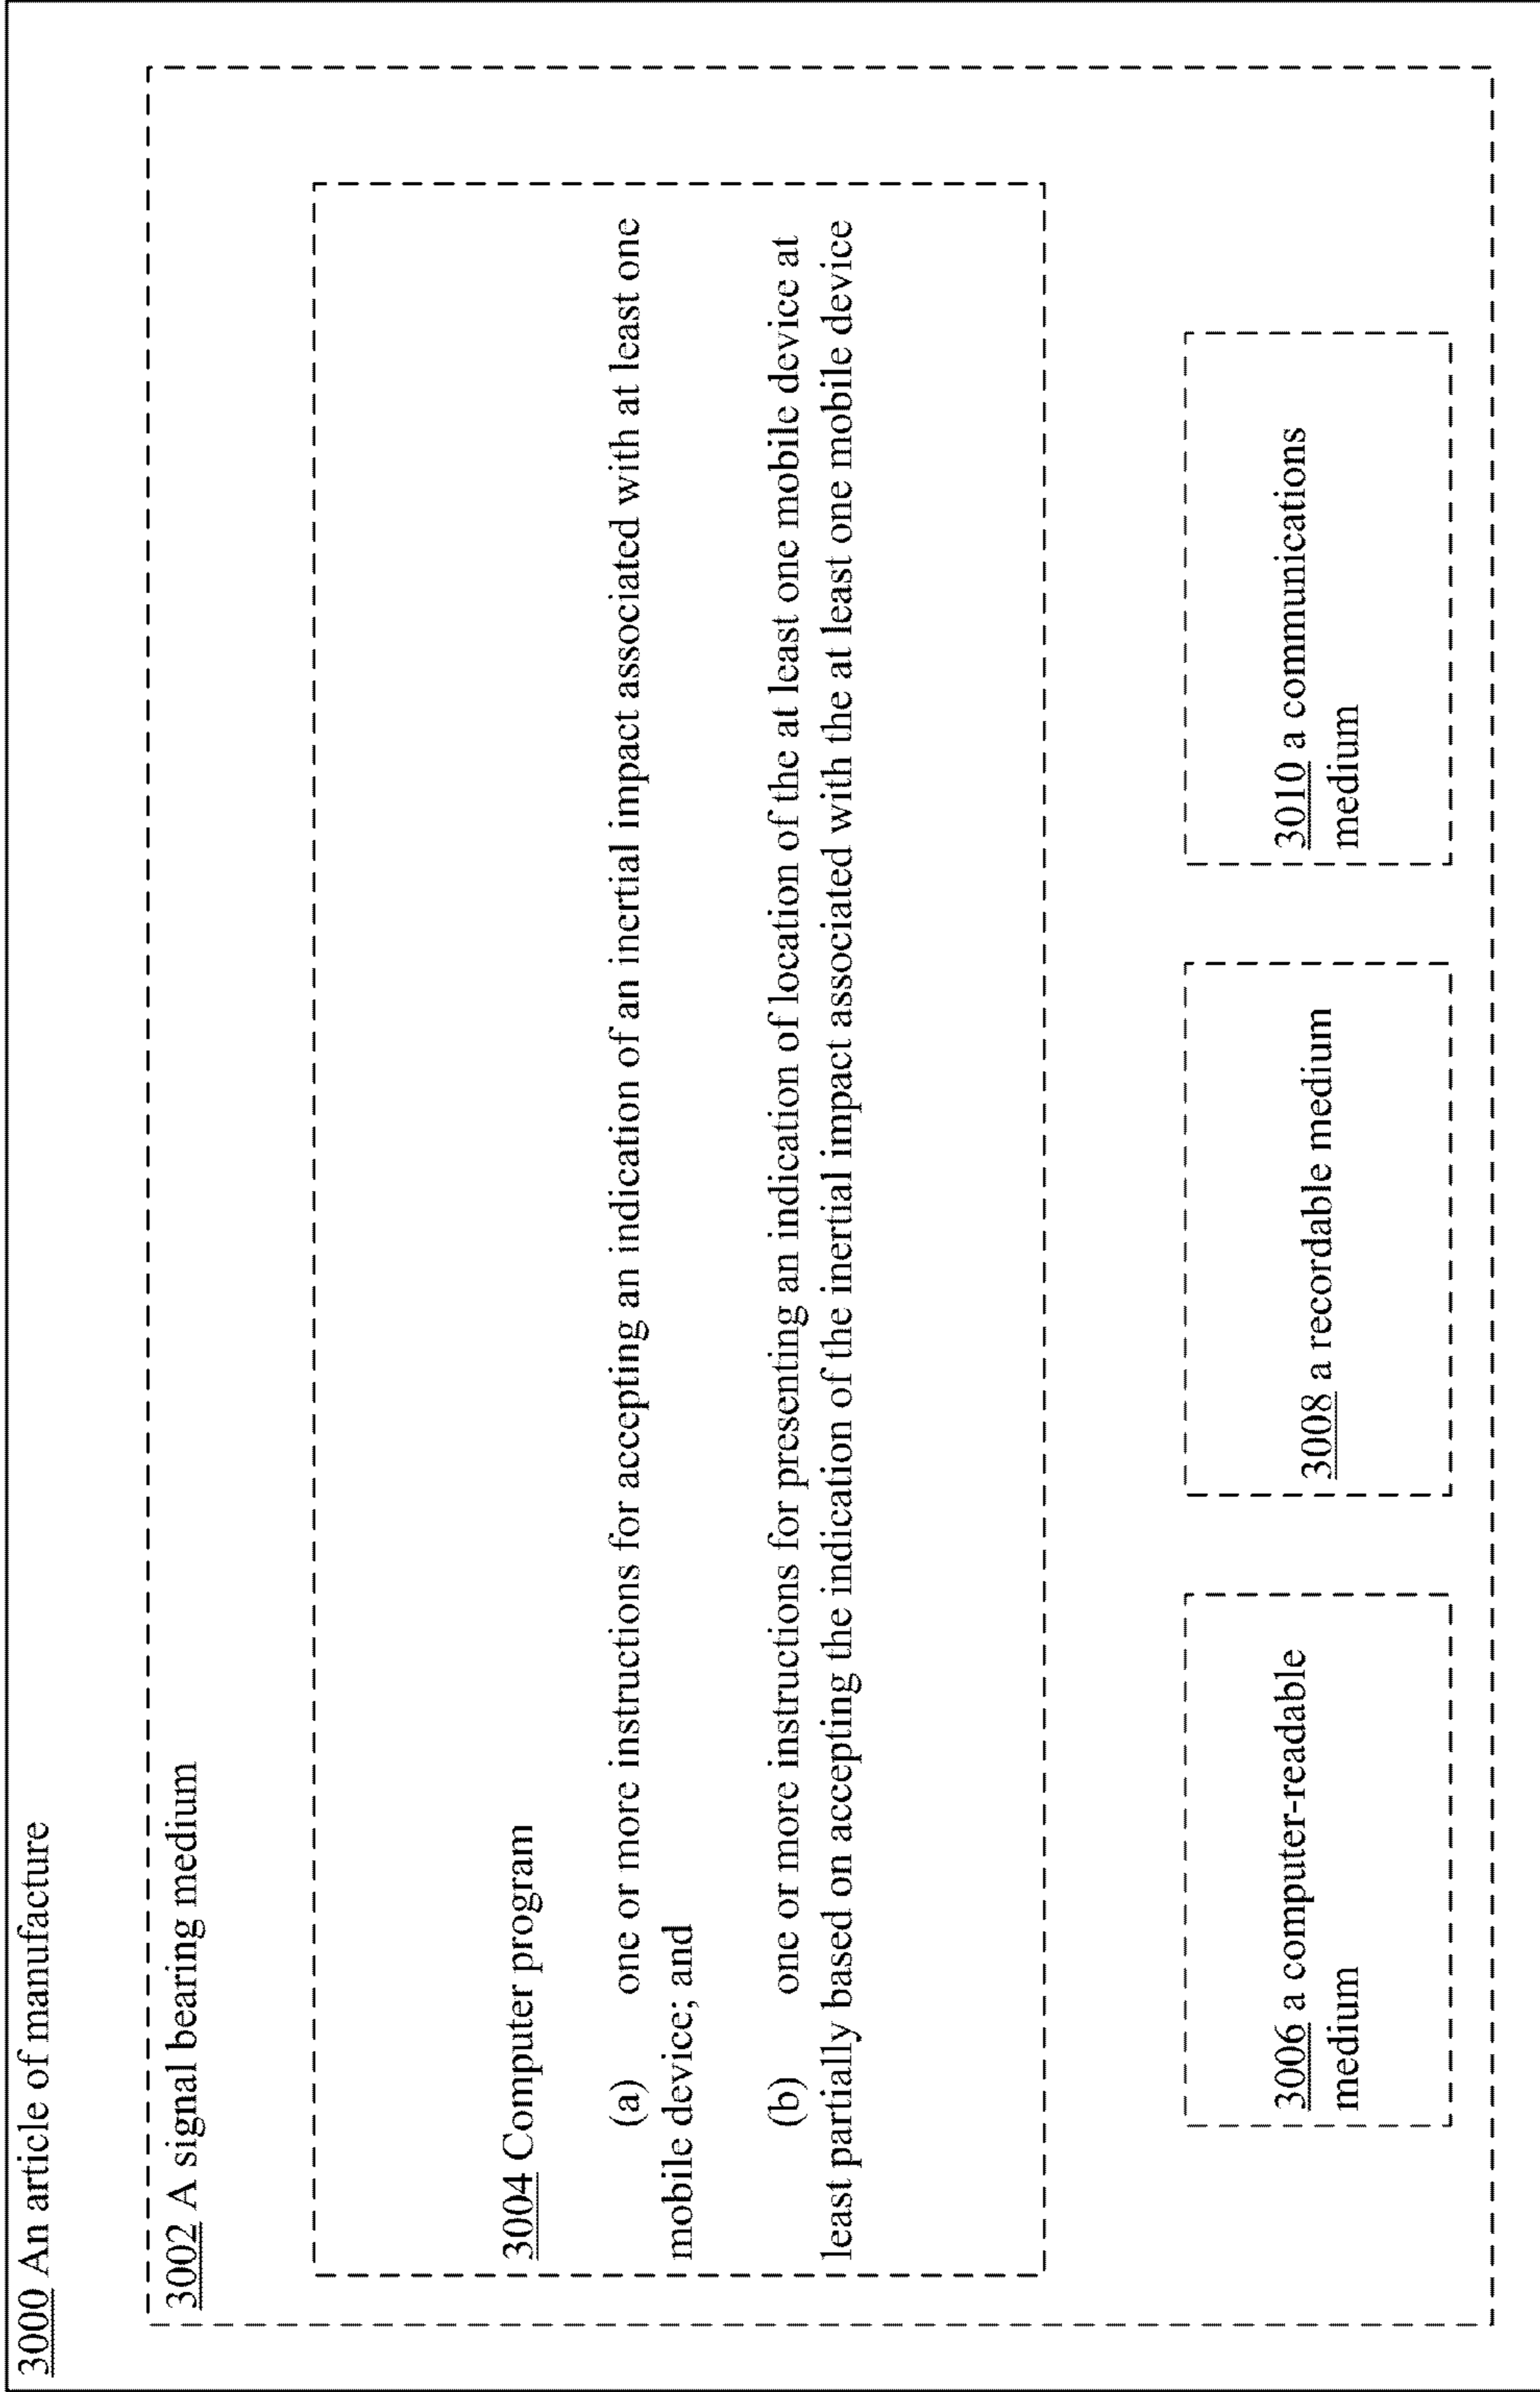 3000 An article of manufacture
3002 A signal bearing medium
3004 Computer program
(a) one or more instructions for accepting an indication of an inertial impact associated with at least one
mobile device; and
(b) one or more instructions for presenting an indication of location of the at least one mobile device at
least partially based on accepting the indication of the inertial impact associated with the at least one mobile device
3006 a computer-readable
medium
3008 a recordable medium
3010 a communications
medium